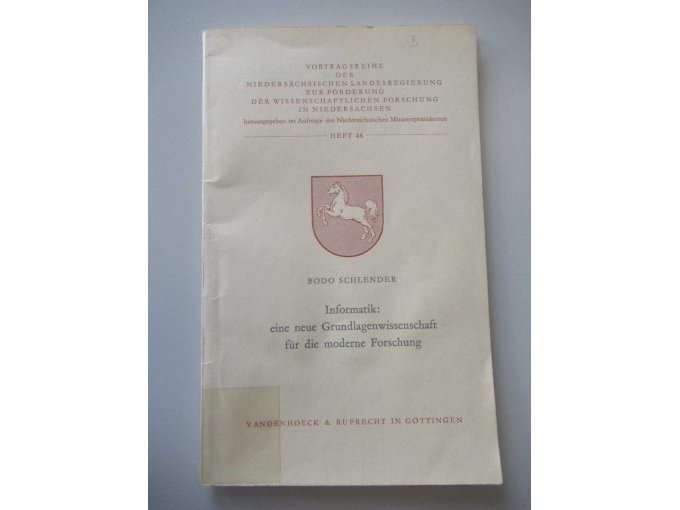 VORTRAGSREIHE
DER
NIEDERSÄCHSISCHEN LANDESREGIERUNG
ZUR FÖRDERUNG
DER WISSENSCHAFTLICHEN FORSCHUNG
IN NIEDERSACHSEN
herausgegeben im Auftrage des Niedersächsischen Ministerpräsidenten
HEFT 46
BODO SCHLENDER
Informatik:
eine neue Grundlagenwissenschaft
für die moderne Forschung
VANDENHOECK & RUPRECHT IN GÖTTINGEN